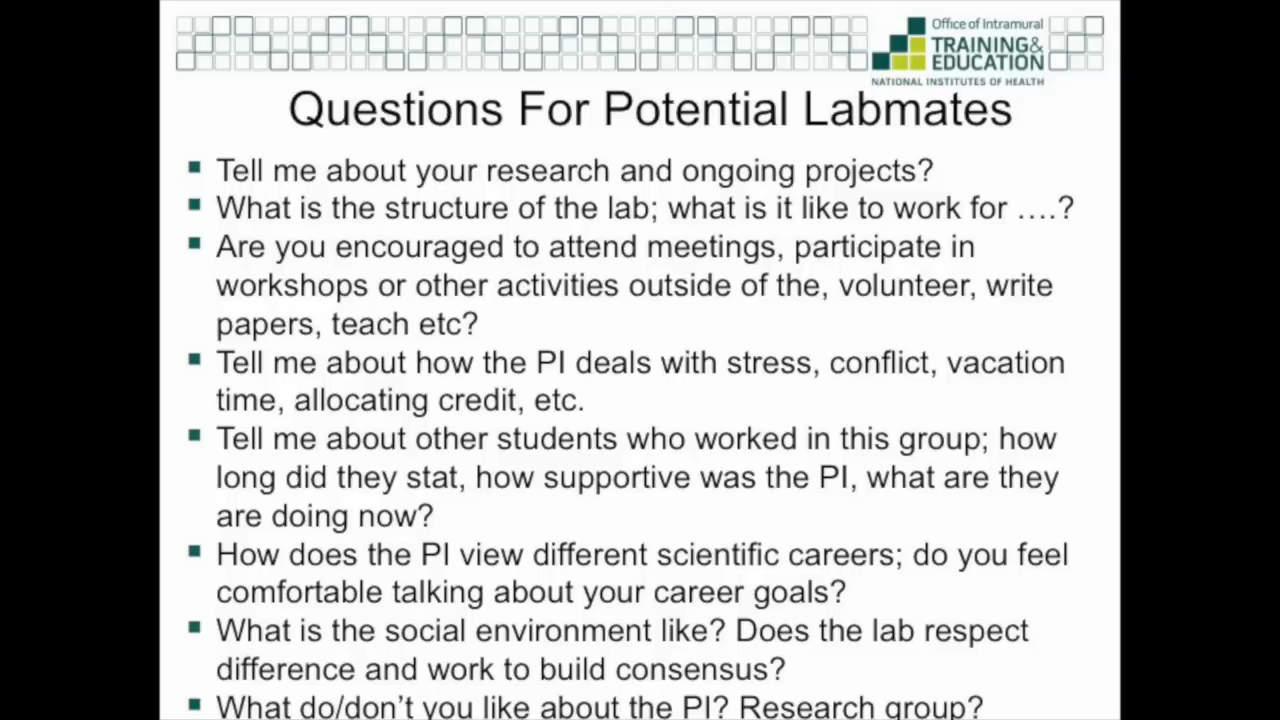 Office of Intramural
TRAINING&
EDUCATION
NATIONAL INSTITUTES OF HEALTH
Questions For Potential Labmates
Tell me about your research and ongoing projects?
What is the structure of the lab; what is it like to work for ….?
Are you encouraged to attend meetings, participate in
workshops or other activities outside of the, volunteer, write
papers, teach etc?
Tell me about how the PI deals with stress, conflict, vacation
time, allocating credit, etc.
Tell me about other students who worked in this group; how
long did they stat, how supportive was the PI, what are they
are doing now?
How does the PI view different scientific careers; do you feel
comfortable talking about your career goals?
What is the social environment like? Does the lab respect
difference and work to build consensus?
What do/don’t you like about the PI? Research group?